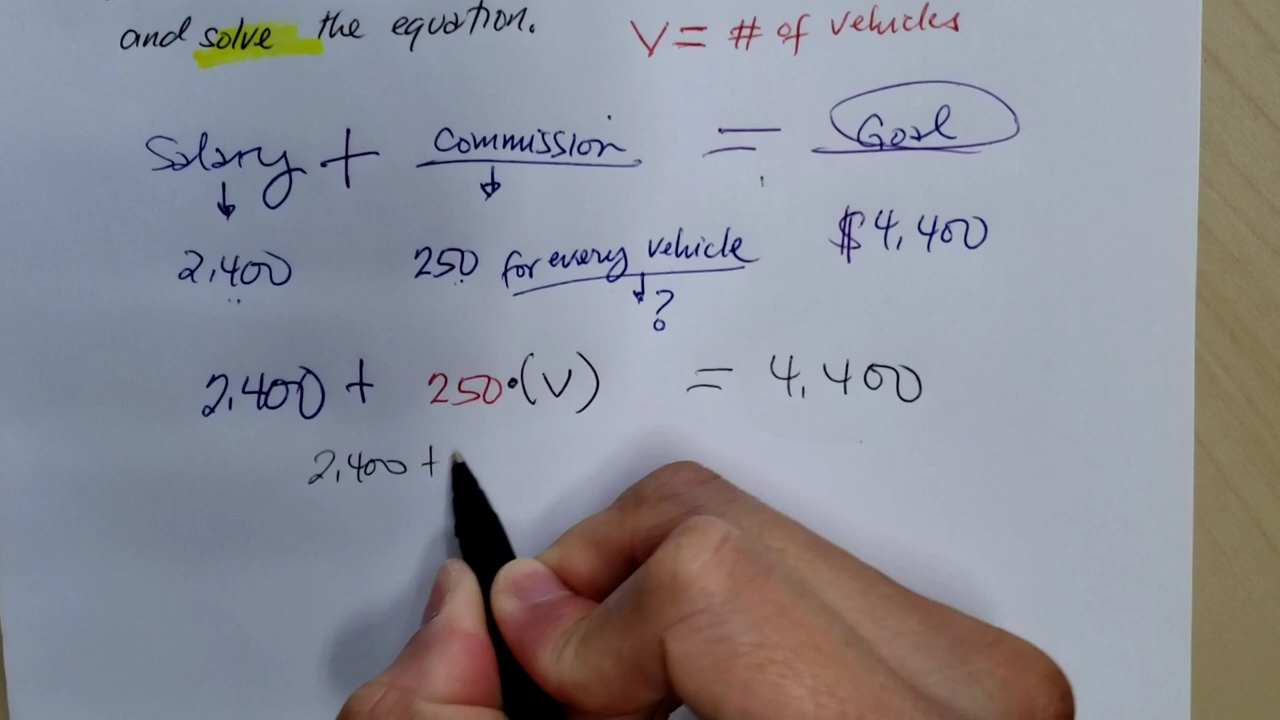 and solve the equation.
V = # of vehicles
Salary + Commission = Goal
2,400 250 for every vehicle $4,400
?
2,400 + 250•(V) = 4,400
2,400 +